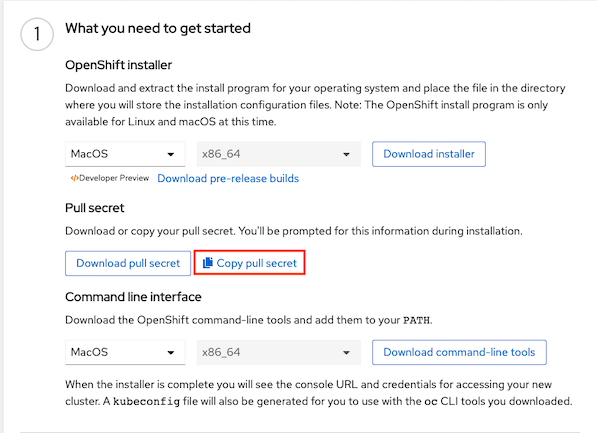 1 What you need to get started
OpenShift installer
Download and extract the install program for your operating system and place the file in the directory
where you will store the installation configuration files. Note: The OpenShift install program is only
available for Linux and macOS at this time.
MacOS x86_64 Download installer
</>Developer Preview Download pre-release builds
Pull secret
Download or copy your pull secret. You'll be prompted for this information during installation.
Download pull secret Copy pull secret
Command line interface
Download the OpenShift command-line tools and add them to your PATH.
MacOS x86_64 Download command-line tools
When the installer is complete you will see the console URL and credentials for accessing your new
cluster. A kubeconfig file will also be generated for you to use with the oc CLI tools you downloaded.